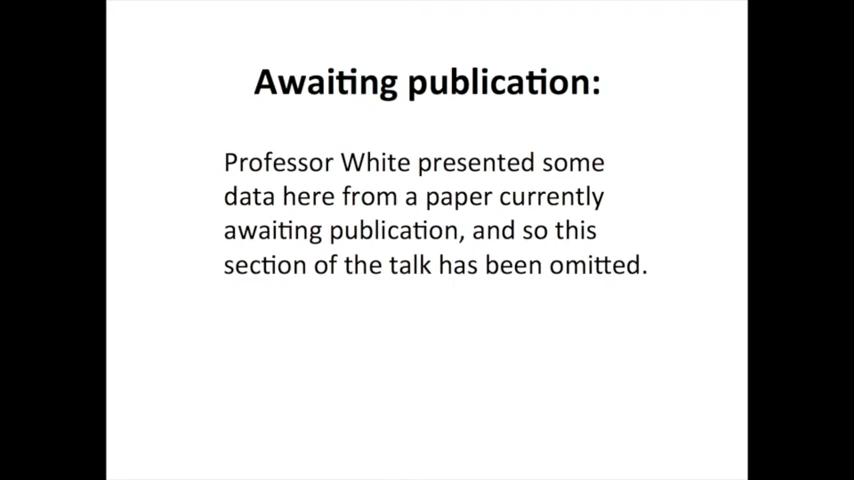 Awaiting publication:
Professor White presented some
data here from a paper currently
awaiting publication, and so this
section of the talk has been omitted.